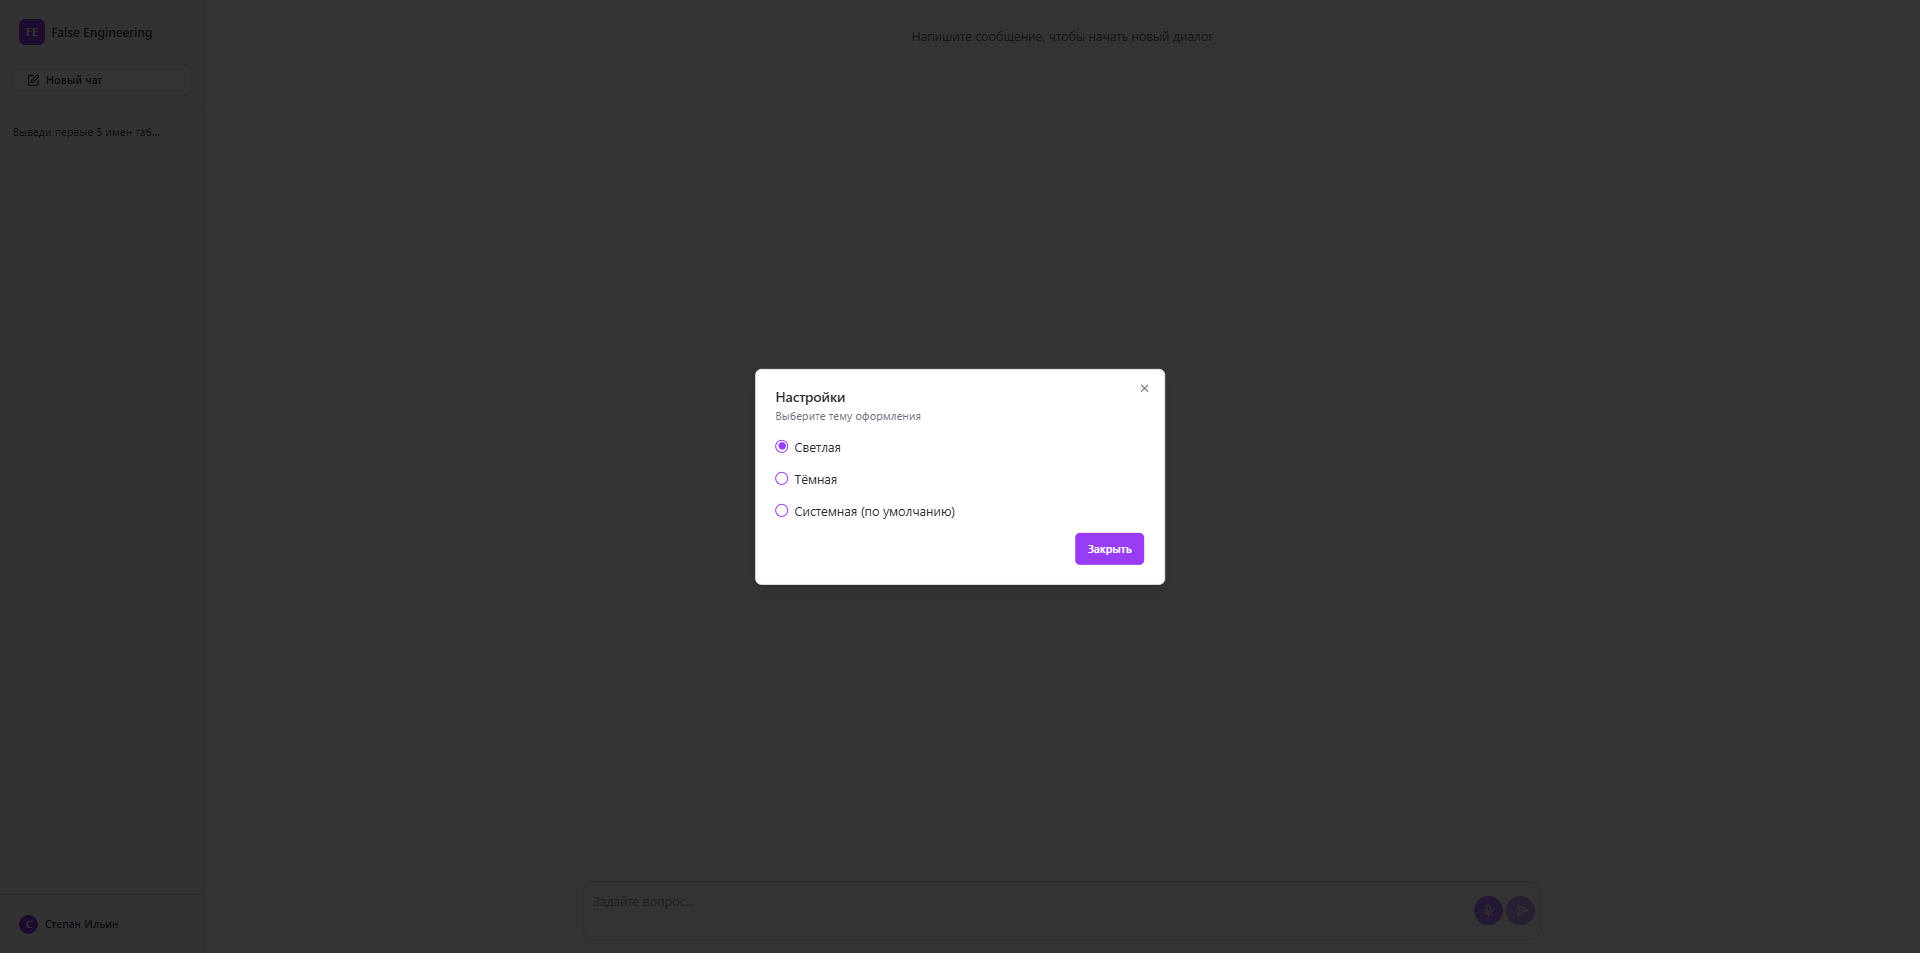 FE False Engineering
Новый чат
Выведи первые 5 имен таб...
Напишите сообщение, чтобы начать новый диалог
Настройки
Выберите тему оформления
Светлая
Тёмная
Системная (по умолчанию)
Закрыть
Задайте вопрос...
С Степан Ильин